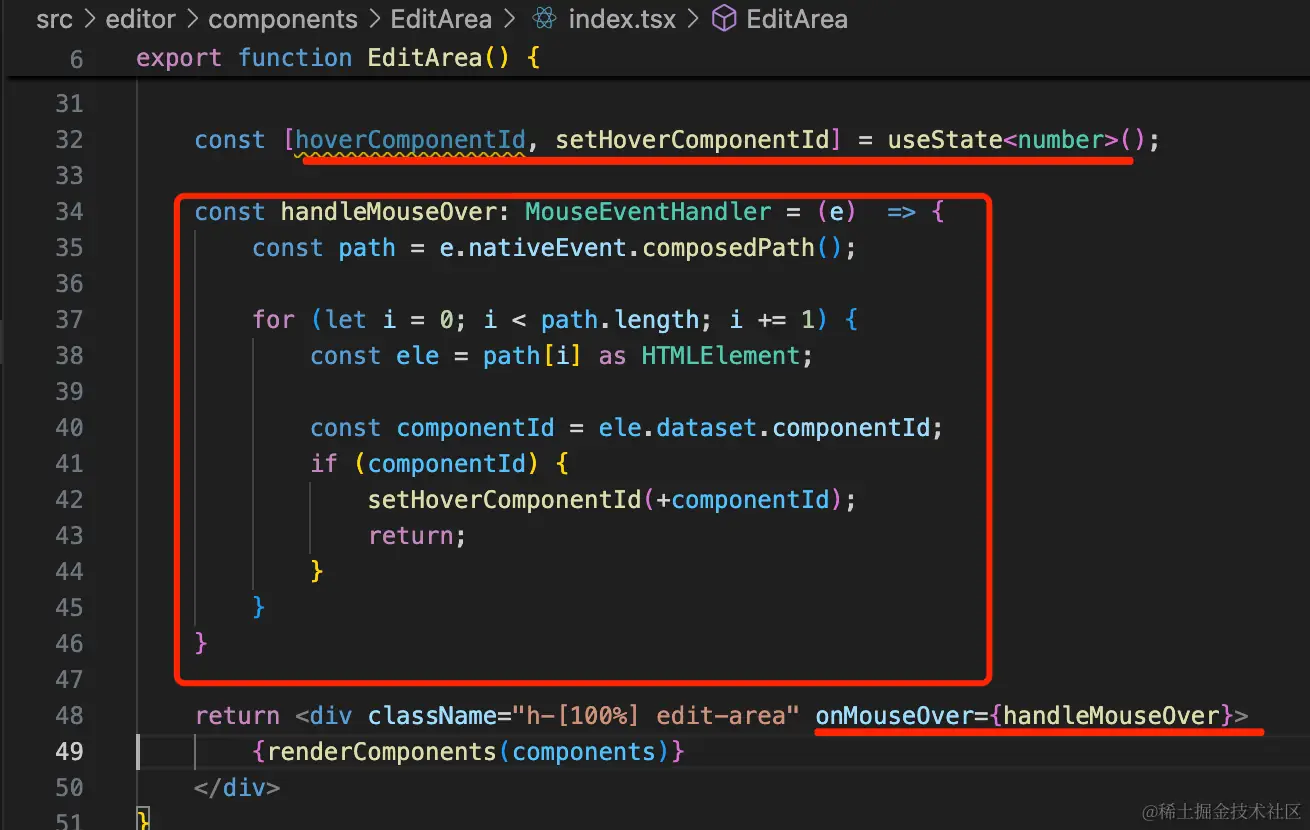 src > editor > components > EditArea > index.tsx > EditArea
6 export function EditArea() {
31
32 const [hoverComponentId, setHoverComponentId] = useState<number>();
33
34 const handleMouseOver: MouseEventHandler = (e)  => {
35 const path = e.nativeEvent.composedPath();
36
37 for (let i = 0; i < path.length; i += 1) {
38 const ele = path[i] as HTMLElement;
39
40 const componentId = ele.dataset.componentId;
41 if (componentId) {
42 setHoverComponentId(+componentId);
43 return;
44 }
45 }
46 }
47
48 return <div className="h-[100%] edit-area" onMouseOver={handleMouseOver}>
49 {renderComponents(components)}
50 </div>
51 }
@稀土掘金技术社区